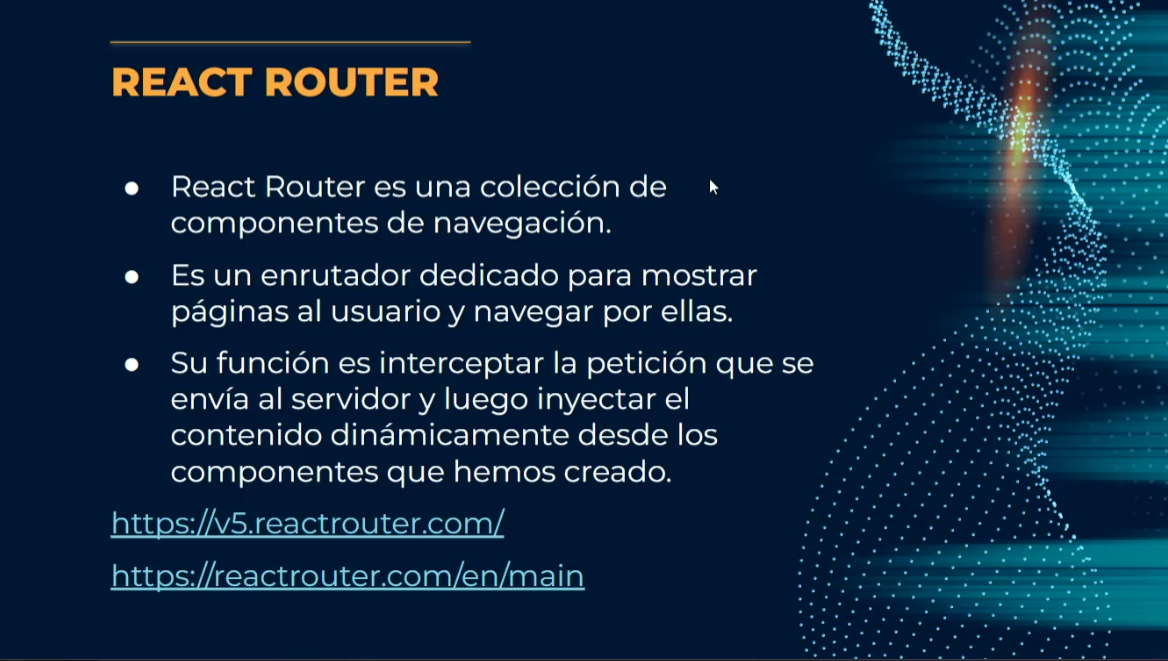 REACT ROUTER
● React Router es una colección de
componentes de navegación.
● Es un enrutador dedicado para mostrar
páginas al usuario y navegar por ellas.
● Su función es interceptar la petición que se
envía al servidor y luego inyectar el
contenido dinámicamente desde los
componentes que hemos creado.
https://v5.reactrouter.com/
https://reactrouter.com/en/main